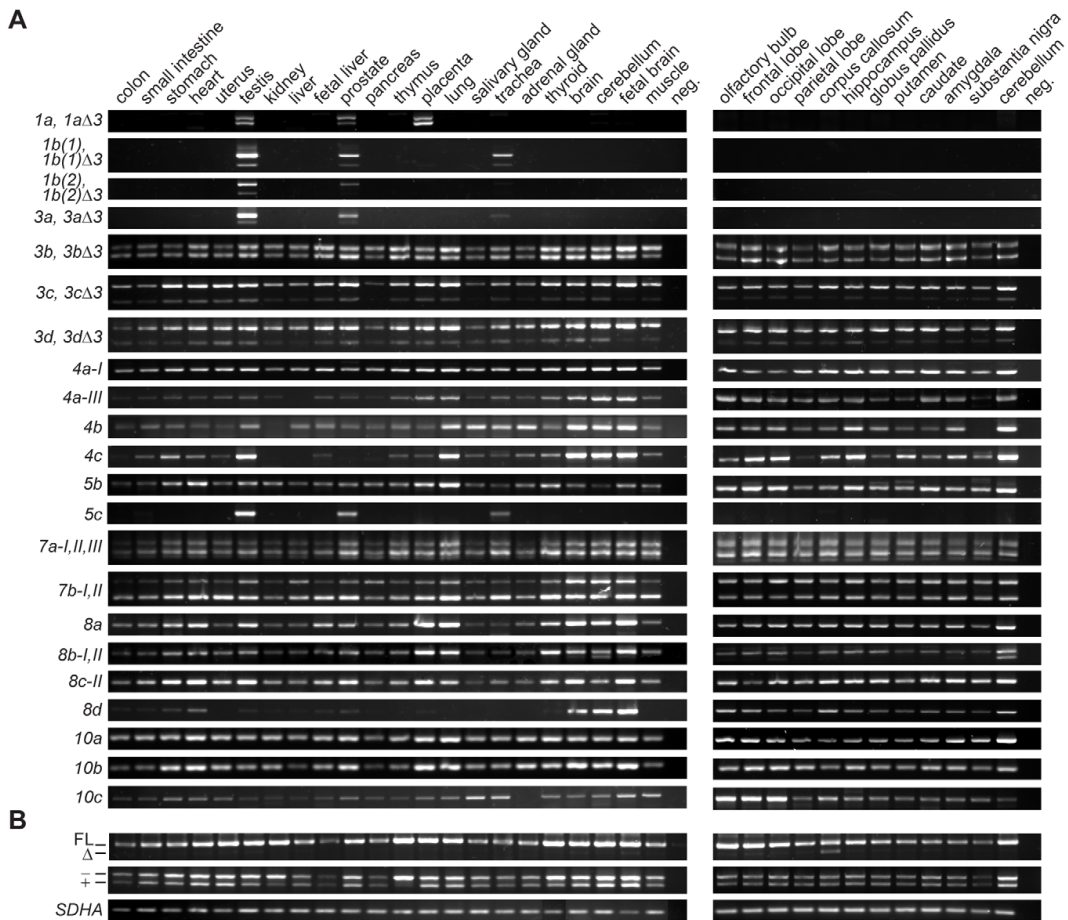 A
colon
small intestine
stomach
heart
uterus
testis
kidney
liver
fetal liver
prostate
pancreas
thymus
placenta
lung
salivary gland
trachea
adrenal gland
thyroid
brain
cerebellum
fetal brain
muscle
neg.
olfactory bulb
frontal lobe
occipital lobe
parietal lobe
corpus callosum
hippocampus
globus pallidus
putamen
caudate
amygdala
substantia nigra
cerebellum
neg.
1a, 1aΔ3
1b(1),
1b(1)Δ3
1b(2),
1b(2)Δ3
3a, 3aΔ3
3b, 3bΔ3
3c, 3cΔ3
3d, 3dΔ3
4a-I
4a-III
4b
4c
5b
5c
7a-I,II,III
7b-I,II
8a
8b-I,II
8c-II
8d
10a
10b
10c
B
FL
Δ
−
+
SDHA